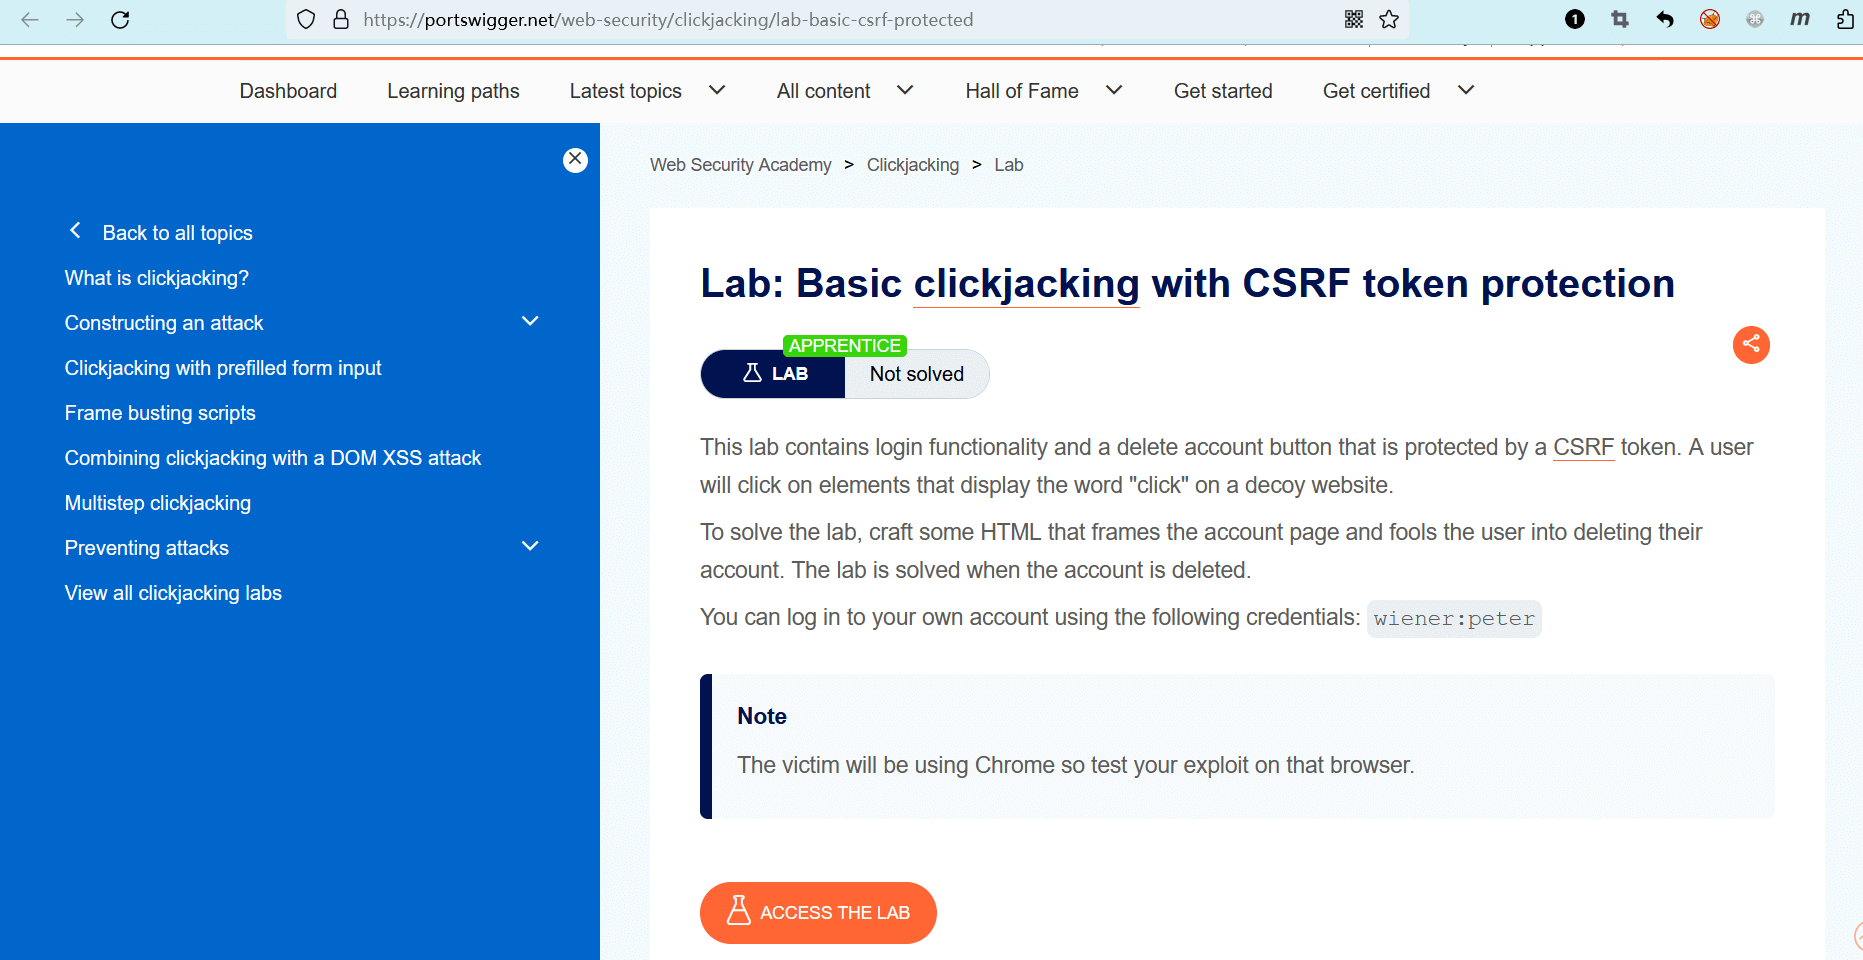 https://portswigger.net/web-security/clickjacking/lab-basic-csrf-protected
1
m
Dashboard Learning paths Latest topics All content Hall of Fame Get started Get certified
Back to all topics
What is clickjacking?
Constructing an attack
Clickjacking with prefilled form input
Frame busting scripts
Combining clickjacking with a DOM XSS attack
Multistep clickjacking
Preventing attacks
View all clickjacking labs
Web Security Academy > Clickjacking > Lab
Lab: Basic clickjacking with CSRF token protection
APPRENTICE
LAB Not solved
This lab contains login functionality and a delete account button that is protected by a CSRF token. A user
will click on elements that display the word "click" on a decoy website.
To solve the lab, craft some HTML that frames the account page and fools the user into deleting their
account. The lab is solved when the account is deleted.
You can log in to your own account using the following credentials: wiener:peter
Note
The victim will be using Chrome so test your exploit on that browser.
ACCESS THE LAB